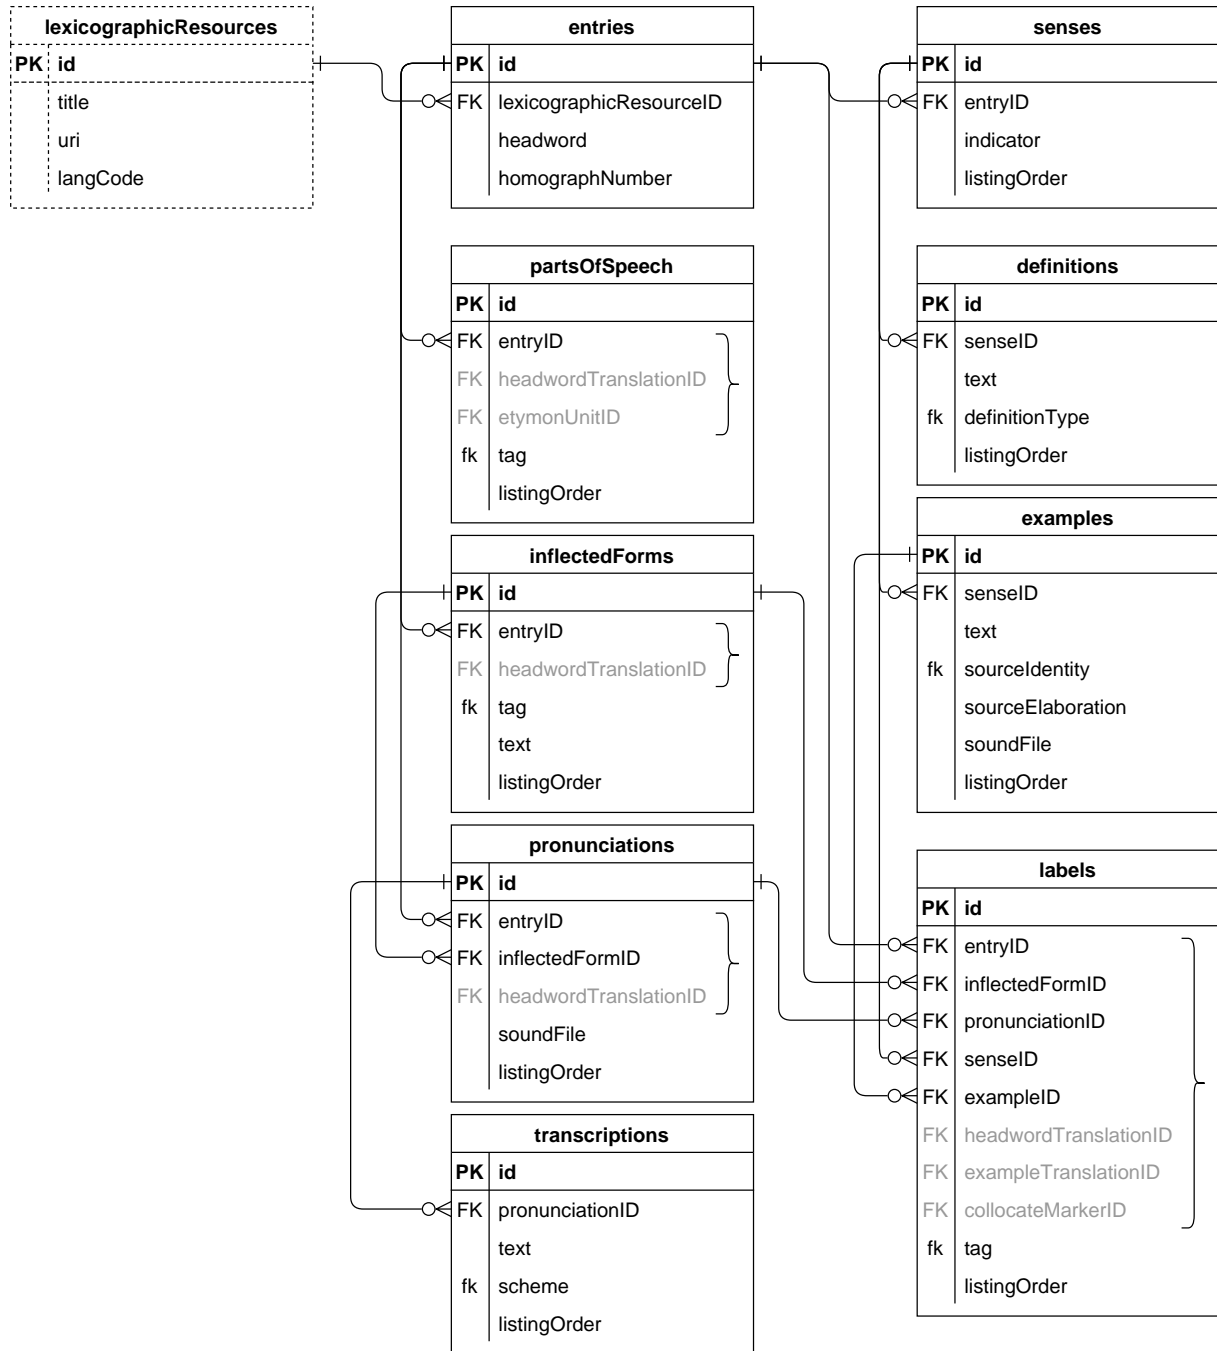 lexicographicResources
PK id
title
uri
langCode
entries
PK id
FK lexicographicResourceID
headword
homographNumber
partsOfSpeech
PK id
FK entryID
FK headwordTranslationID
FK etymonUnitID
fk tag
listingOrder
inflectedForms
PK id
FK entryID
FK headwordTranslationID
fk tag
text
listingOrder
pronunciations
PK id
FK entryID
FK inflectedFormID
FK headwordTranslationID
soundFile
listingOrder
transcriptions
PK id
FK pronunciationID
text
fk scheme
listingOrder
senses
PK id
FK entryID
indicator
listingOrder
definitions
PK id
FK senseID
text
fk definitionType
listingOrder
examples
PK id
FK senseID
text
fk sourceIdentity
sourceElaboration
soundFile
listingOrder
labels
PK id
FK entryID
FK inflectedFormID
FK pronunciationID
FK senseID
FK exampleID
FK headwordTranslationID
FK exampleTranslationID
FK collocateMarkerID
fk tag
listingOrder